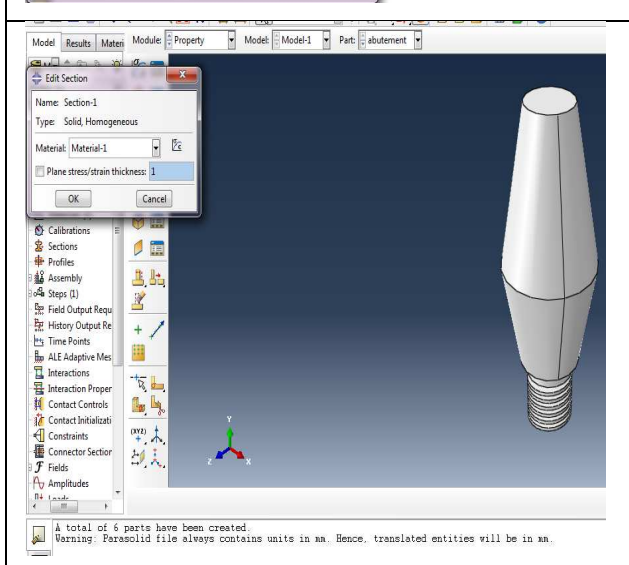 Model Results Materi Module: Property Model: Model-1 Part: abutement
Edit Section
Name: Section-1
Type: Solid, Homogeneous
Material: Material-1
Plane stress/strain thickness: 1
OK Cancel
Calibrations
Sections
Profiles
Assembly
Steps (1)
Field Output Requ
History Output Re
Time Points
ALE Adaptive Mes
Interactions
Interaction Proper
Contact Controls
Contact Initializati
Constraints
Connector Section
Fields
Amplitudes
(XYZ)
Y
Z X
A total of 6 parts have been created.
Warning: Parasolid file always contains units in mm. Hence, translated entities will be in mm.